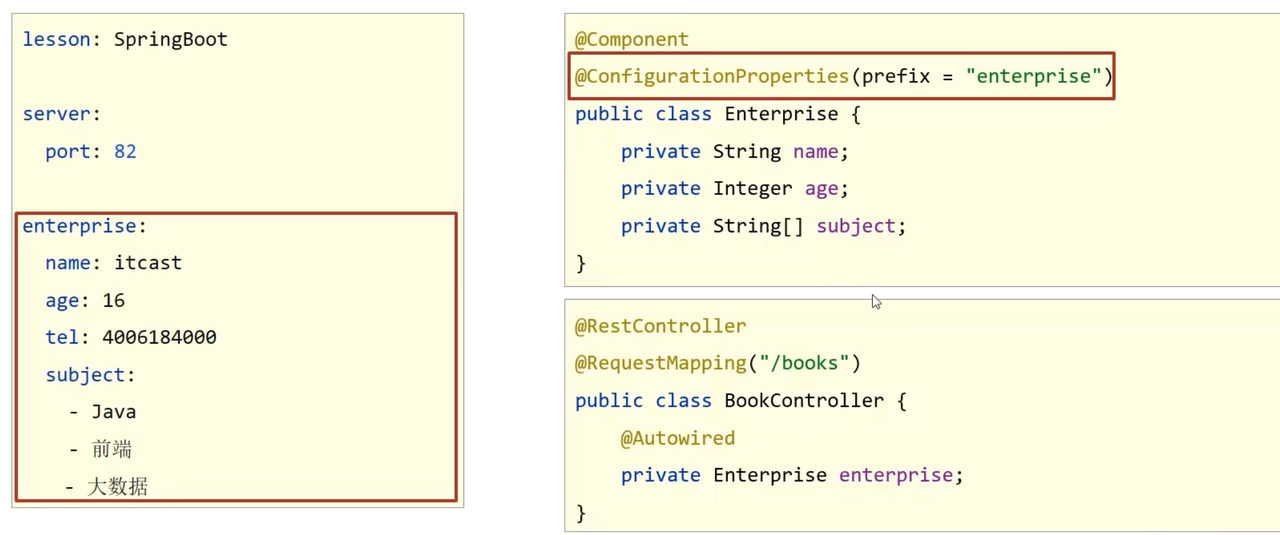 lesson: SpringBoot
server:
port: 82
enterprise:
name: itcast
age: 16
tel: 4006184000
subject:
- Java
- 前端
- 大数据
@Component
@ConfigurationProperties(prefix = "enterprise")
public class Enterprise {
private String name;
private Integer age;
private String[] subject;
}
@RestController
@RequestMapping("/books")
public class BookController {
@Autowired
private Enterprise enterprise;
}